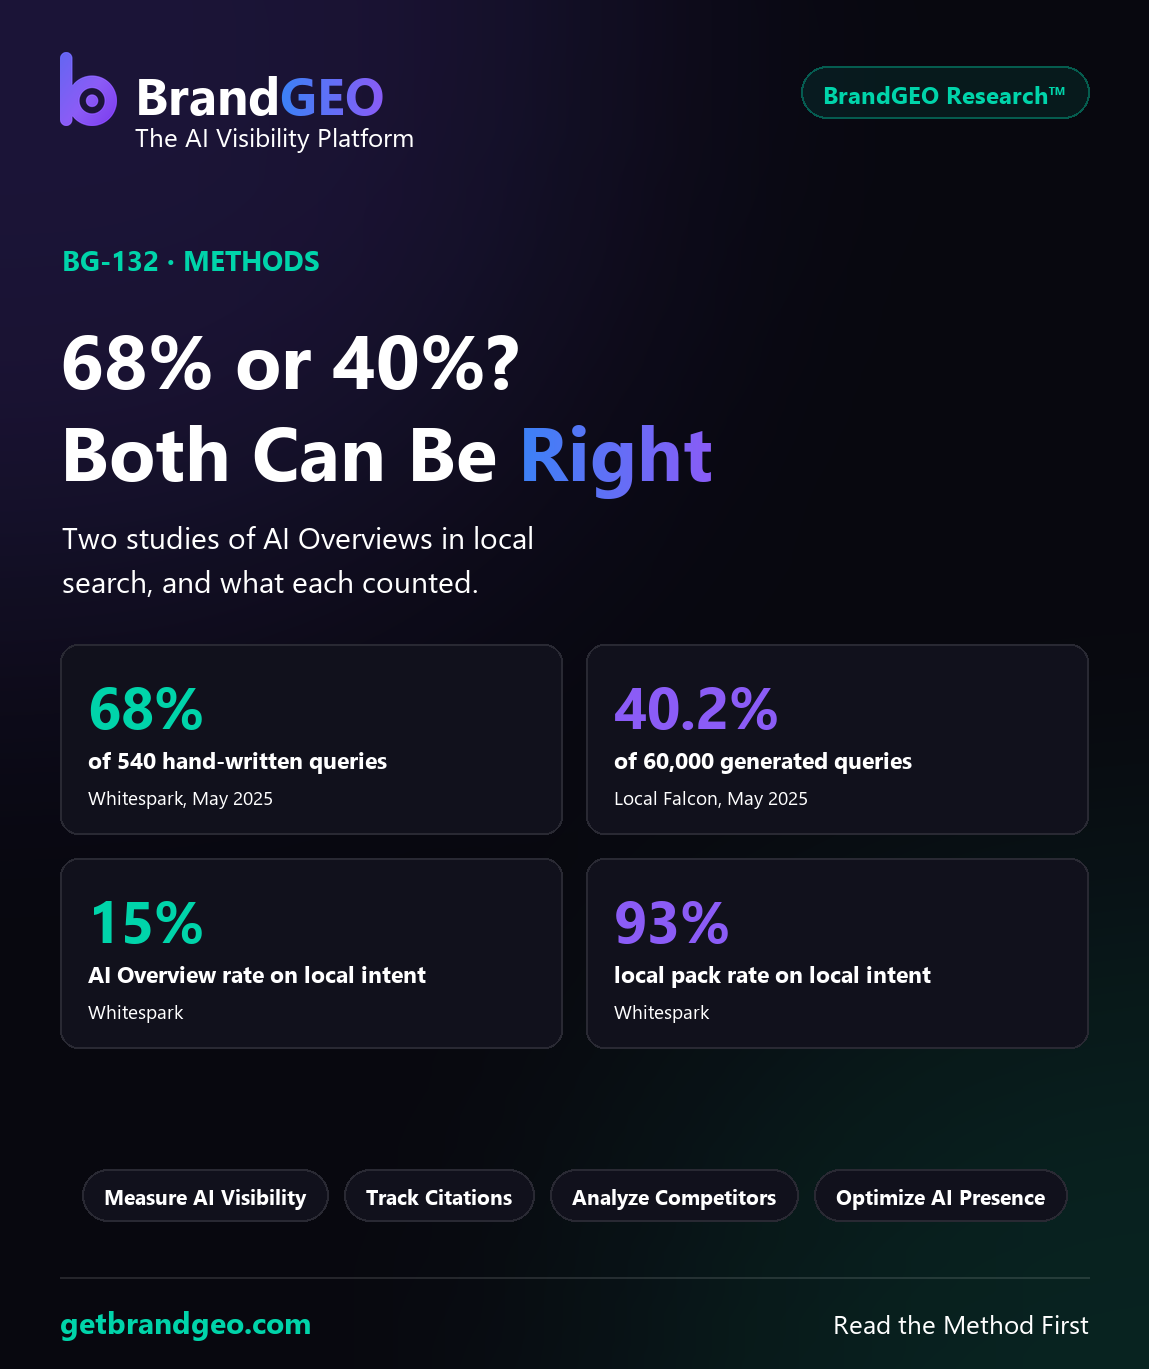 BrandGEO
The AI Visibility Platform
BrandGEO Research™
BG-132 · METHODS
68% or 40%?
Both Can Be Right
Two studies of AI Overviews in local
search, and what each counted.
68%
of 540 hand-written queries
Whitespark, May 2025
40.2%
of 60,000 generated queries
Local Falcon, May 2025
15%
AI Overview rate on local intent
Whitespark
93%
local pack rate on local intent
Whitespark
Measure AI Visibility
Track Citations
Analyze Competitors
Optimize AI Presence
getbrandgeo.com
Read the Method First